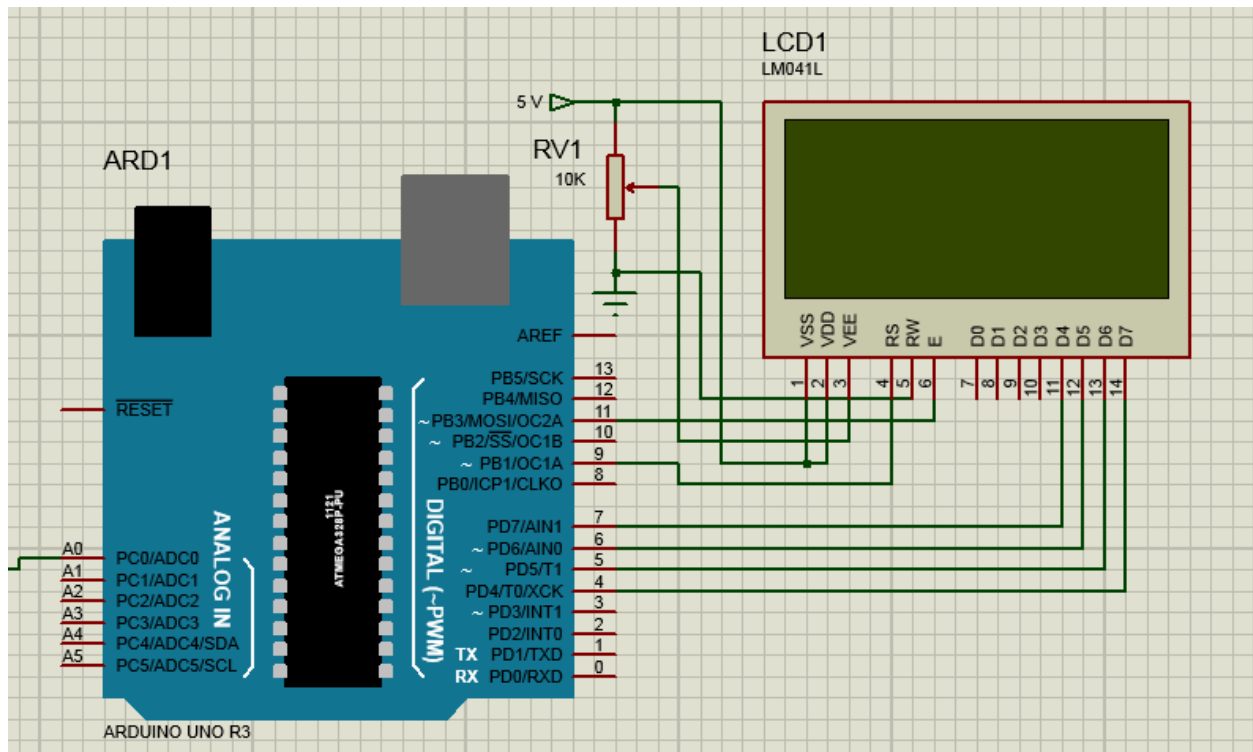 LCD1
LM041L
5 V
RV1
10K
ARD1
VSS
VDD
VEE
RS
RW
E
D0
D1
D2
D3
D4
D5
D6
D7
1
2
3
4
5
6
7
8
9
10
11
12
13
14
RESET
AREF
PB5/SCK 13
PB4/MISO 12
~PB3/MOSI/OC2A 11
~ PB2/SS/OC1B 10
~ PB1/OC1A 9
PB0/ICP1/CLKO 8
PD7/AIN1 7
~ PD6/AIN0 6
~ PD5/T1 5
PD4/T0/XCK 4
~ PD3/INT1 3
PD2/INT0 2
TX PD1/TXD 1
RX PD0/RXD 0
1121
ATMEGA328P-PU
DIGITAL (~PWM)
ANALOG IN
A0 PC0/ADC0
A1 PC1/ADC1
A2 PC2/ADC2
A3 PC3/ADC3
A4 PC4/ADC4/SDA
A5 PC5/ADC5/SCL
ARDUINO UNO R3